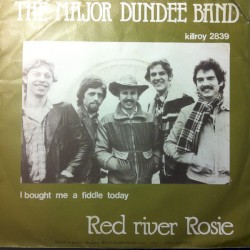 THE MAJOR DUNDEE BAND
killroy 2839
I bought me a fiddle today
Red river Rosie